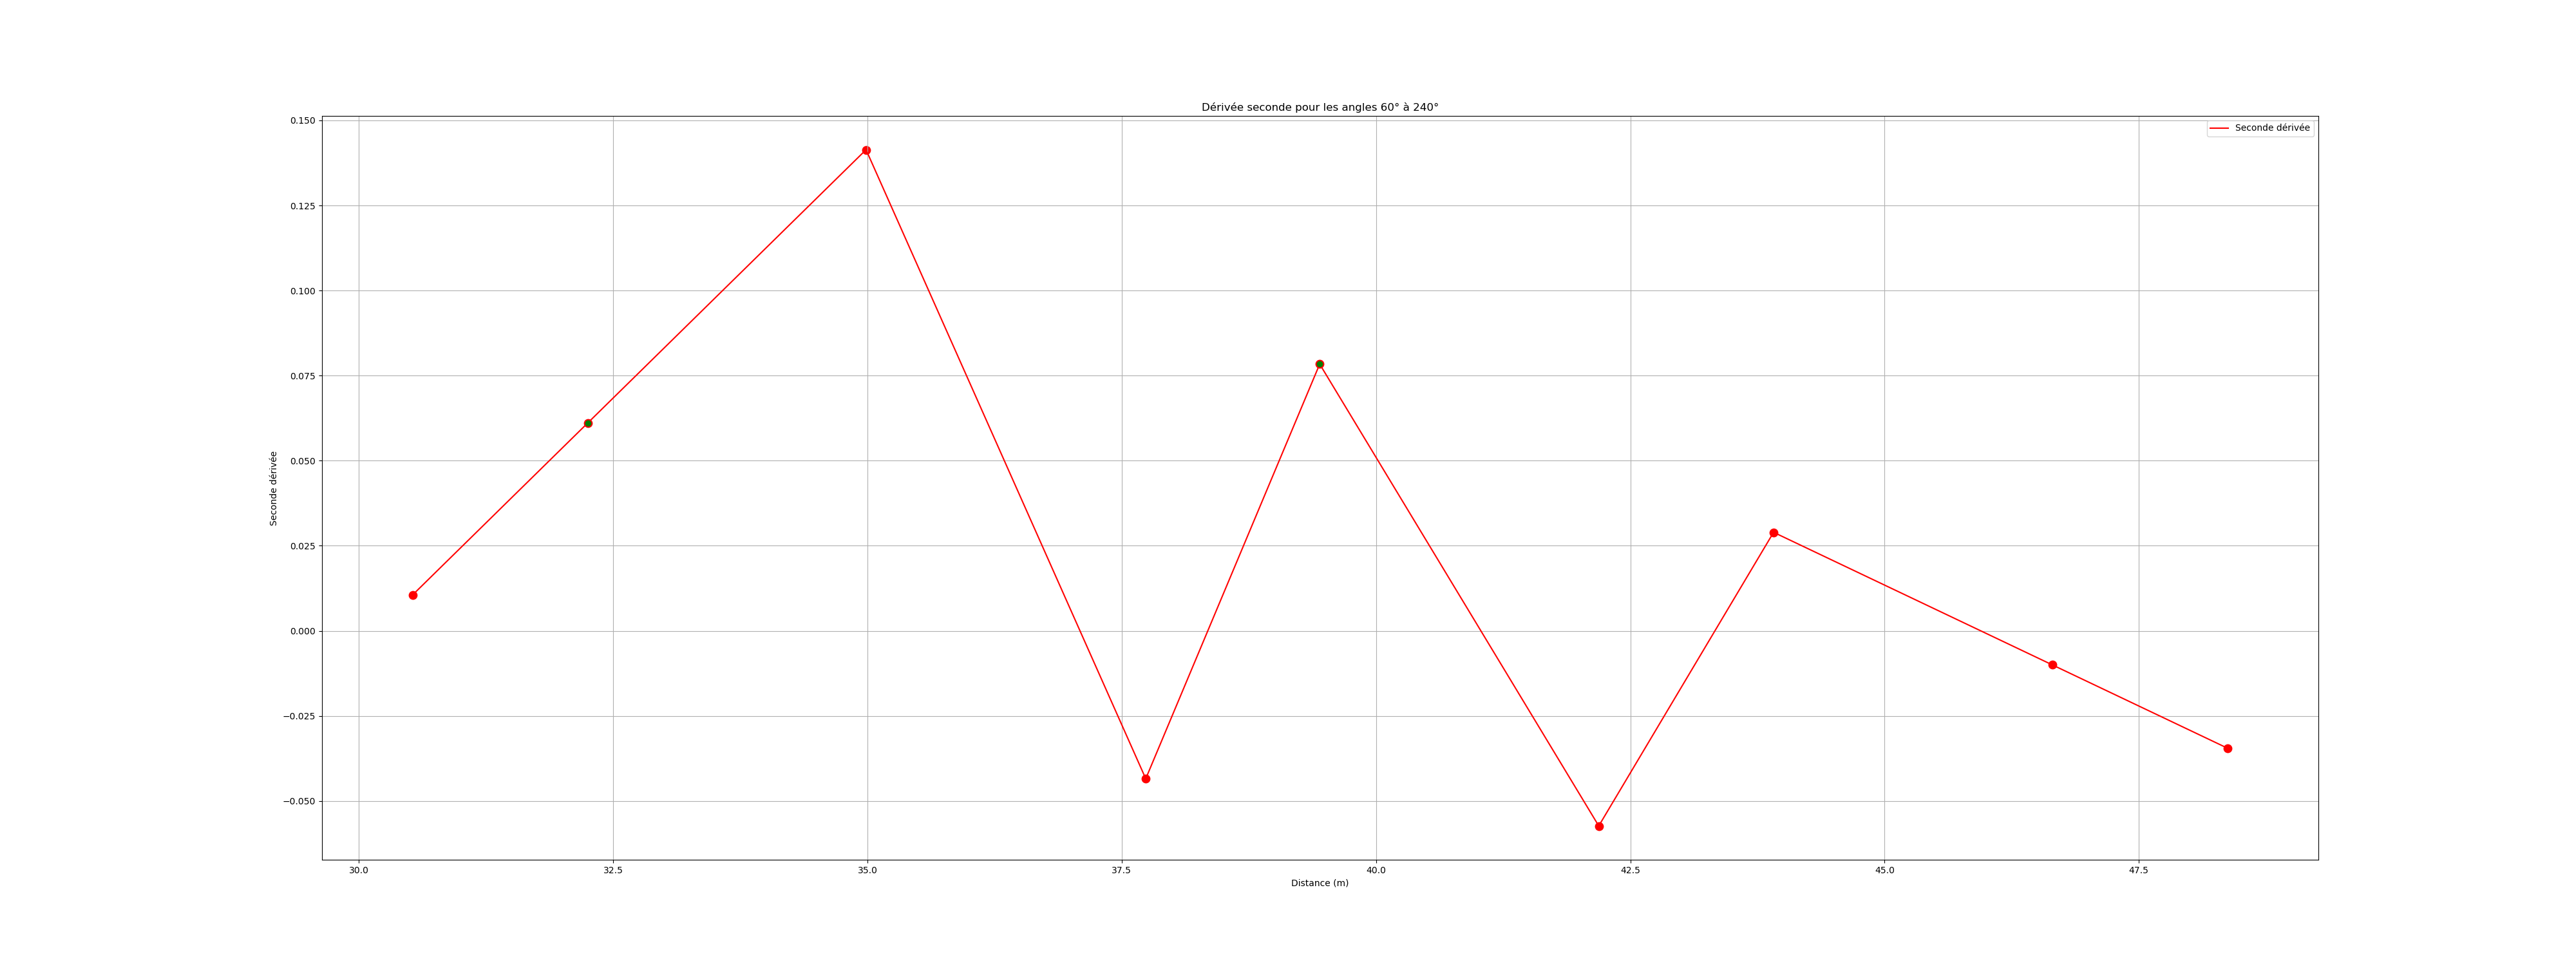 Dérivée seconde pour les angles 60° à 240°
Seconde dérivée
0.150
0.125
0.100
0.075
0.050
0.025
0.000
−0.025
−0.050
Seconde dérivée
30.0 32.5 35.0 37.5 40.0 42.5 45.0 47.5
Distance (m)